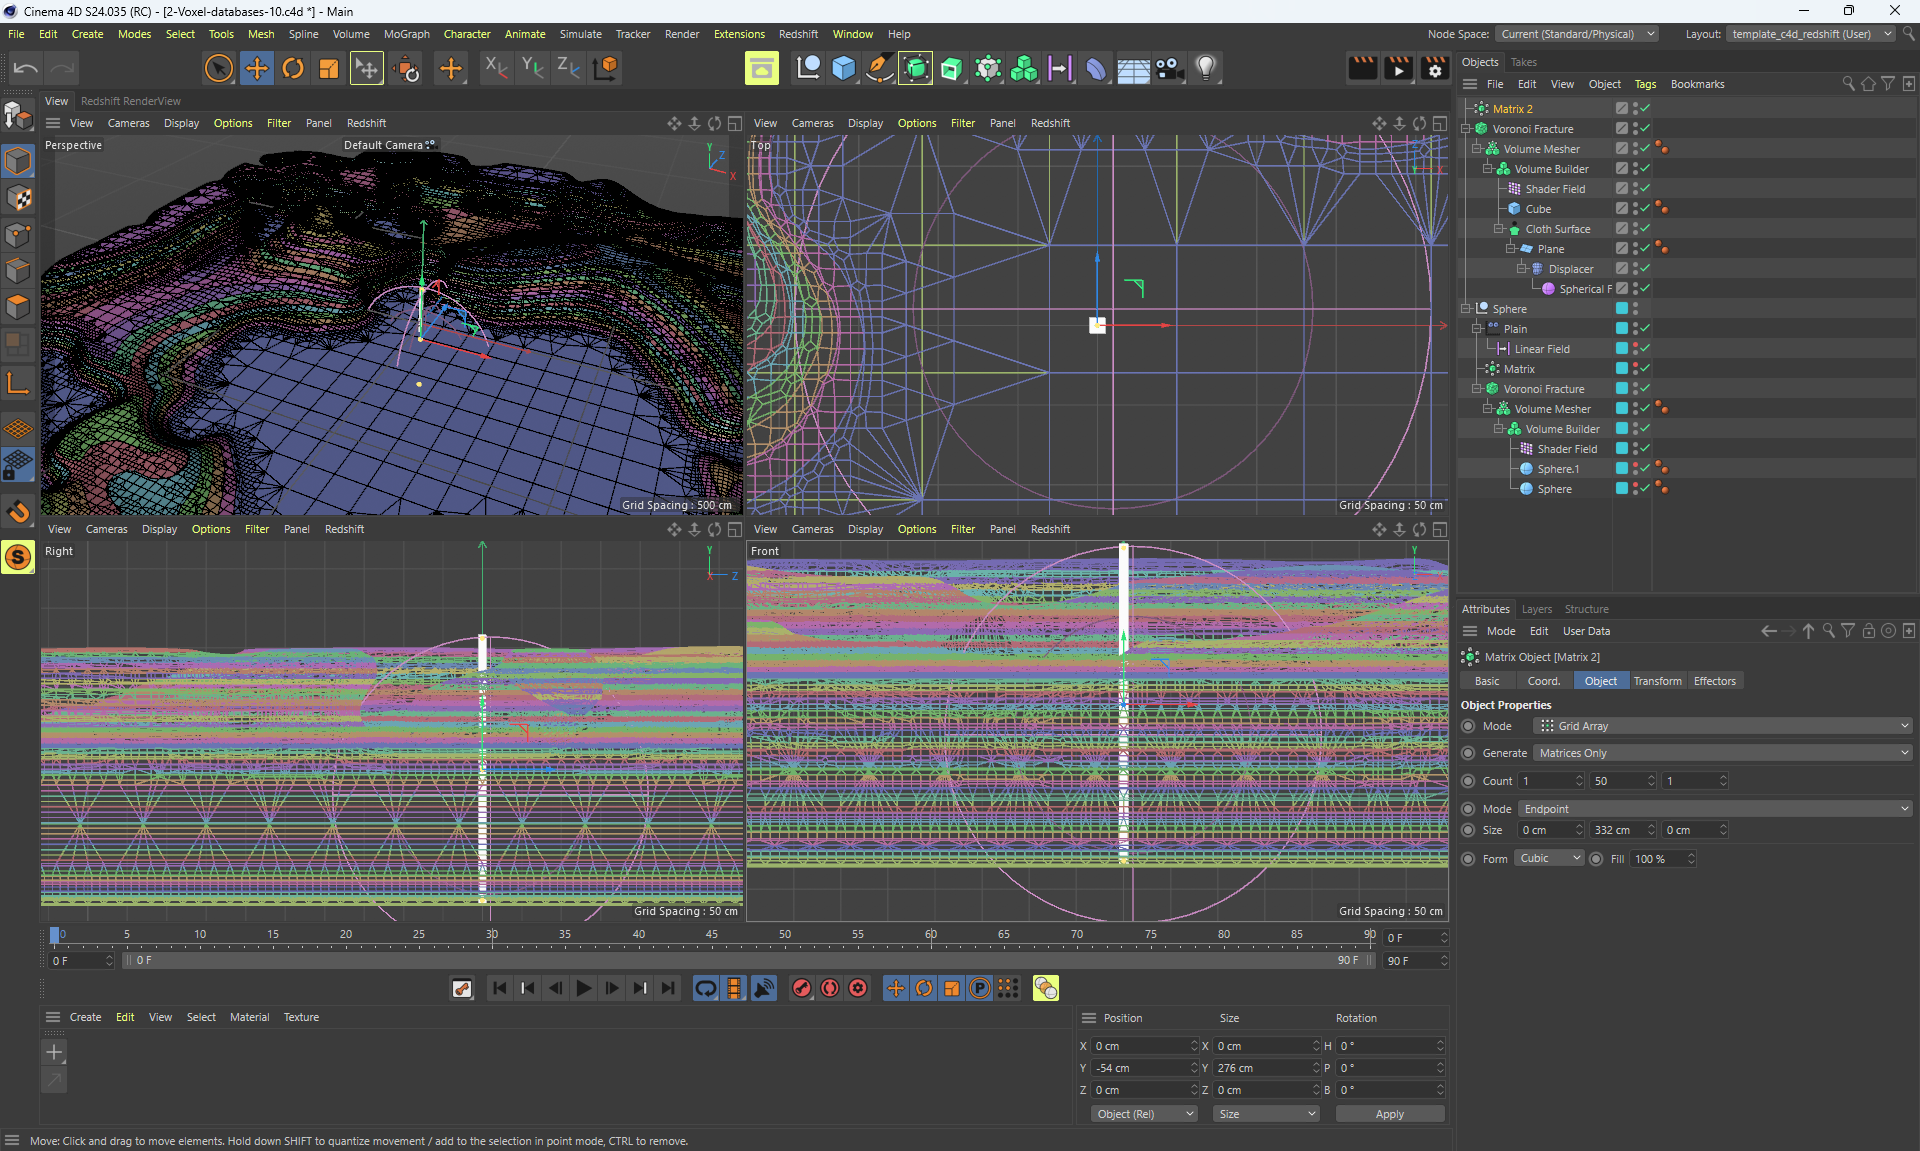 Cinema 4D S24.035 (RC) - [2-Voxel-databases-10.c4d *] - Main
File Edit Create Modes Select Tools Mesh Spline Volume MoGraph Character Animate Simulate Tracker Render Extensions Redshift Window Help
Node Space: Current (Standard/Physical) Layout: template_c4d_redshift (User)
Objects Takes
File Edit View Object Tags Bookmarks
Matrix 2
Voronoi Fracture
Volume Mesher
Volume Builder
Shader Field
Cube
Cloth Surface
Plane
Displacer
Spherical F
Sphere
Plain
Linear Field
Matrix
Voronoi Fracture
Volume Mesher
Volume Builder
Shader Field
Sphere.1
Sphere
View Redshift RenderView
View Cameras Display Options Filter Panel Redshift
Perspective Default Camera
Y Z X
Grid Spacing : 500 cm
View Cameras Display Options Filter Panel Redshift
Top
Grid Spacing : 50 cm
View Cameras Display Options Filter Panel Redshift
Right
Y X Z
Grid Spacing : 50 cm
View Cameras Display Options Filter Panel Redshift
Front
Y
Grid Spacing : 50 cm
Attributes Layers Structure
Mode Edit User Data
Matrix Object [Matrix 2]
Basic Coord. Object Transform Effectors
Object Properties
Mode Grid Array
Generate Matrices Only
Count 1 50 1
Mode Endpoint
Size 0 cm 332 cm 0 cm
Form Cubic Fill 100 %
0 5 10 15 20 25 30 35 40 45 50 55 60 65 70 75 80 85 90 0 F
0 F 0 F 90 F 90 F
Create Edit View Select Material Texture
Position Size Rotation
X 0 cm X 0 cm H 0 °
Y -54 cm Y 276 cm P 0 °
Z 0 cm Z 0 cm B 0 °
Object (Rel) Size Apply
Move: Click and drag to move elements. Hold down SHIFT to quantize movement / add to the selection in point mode, CTRL to remove.